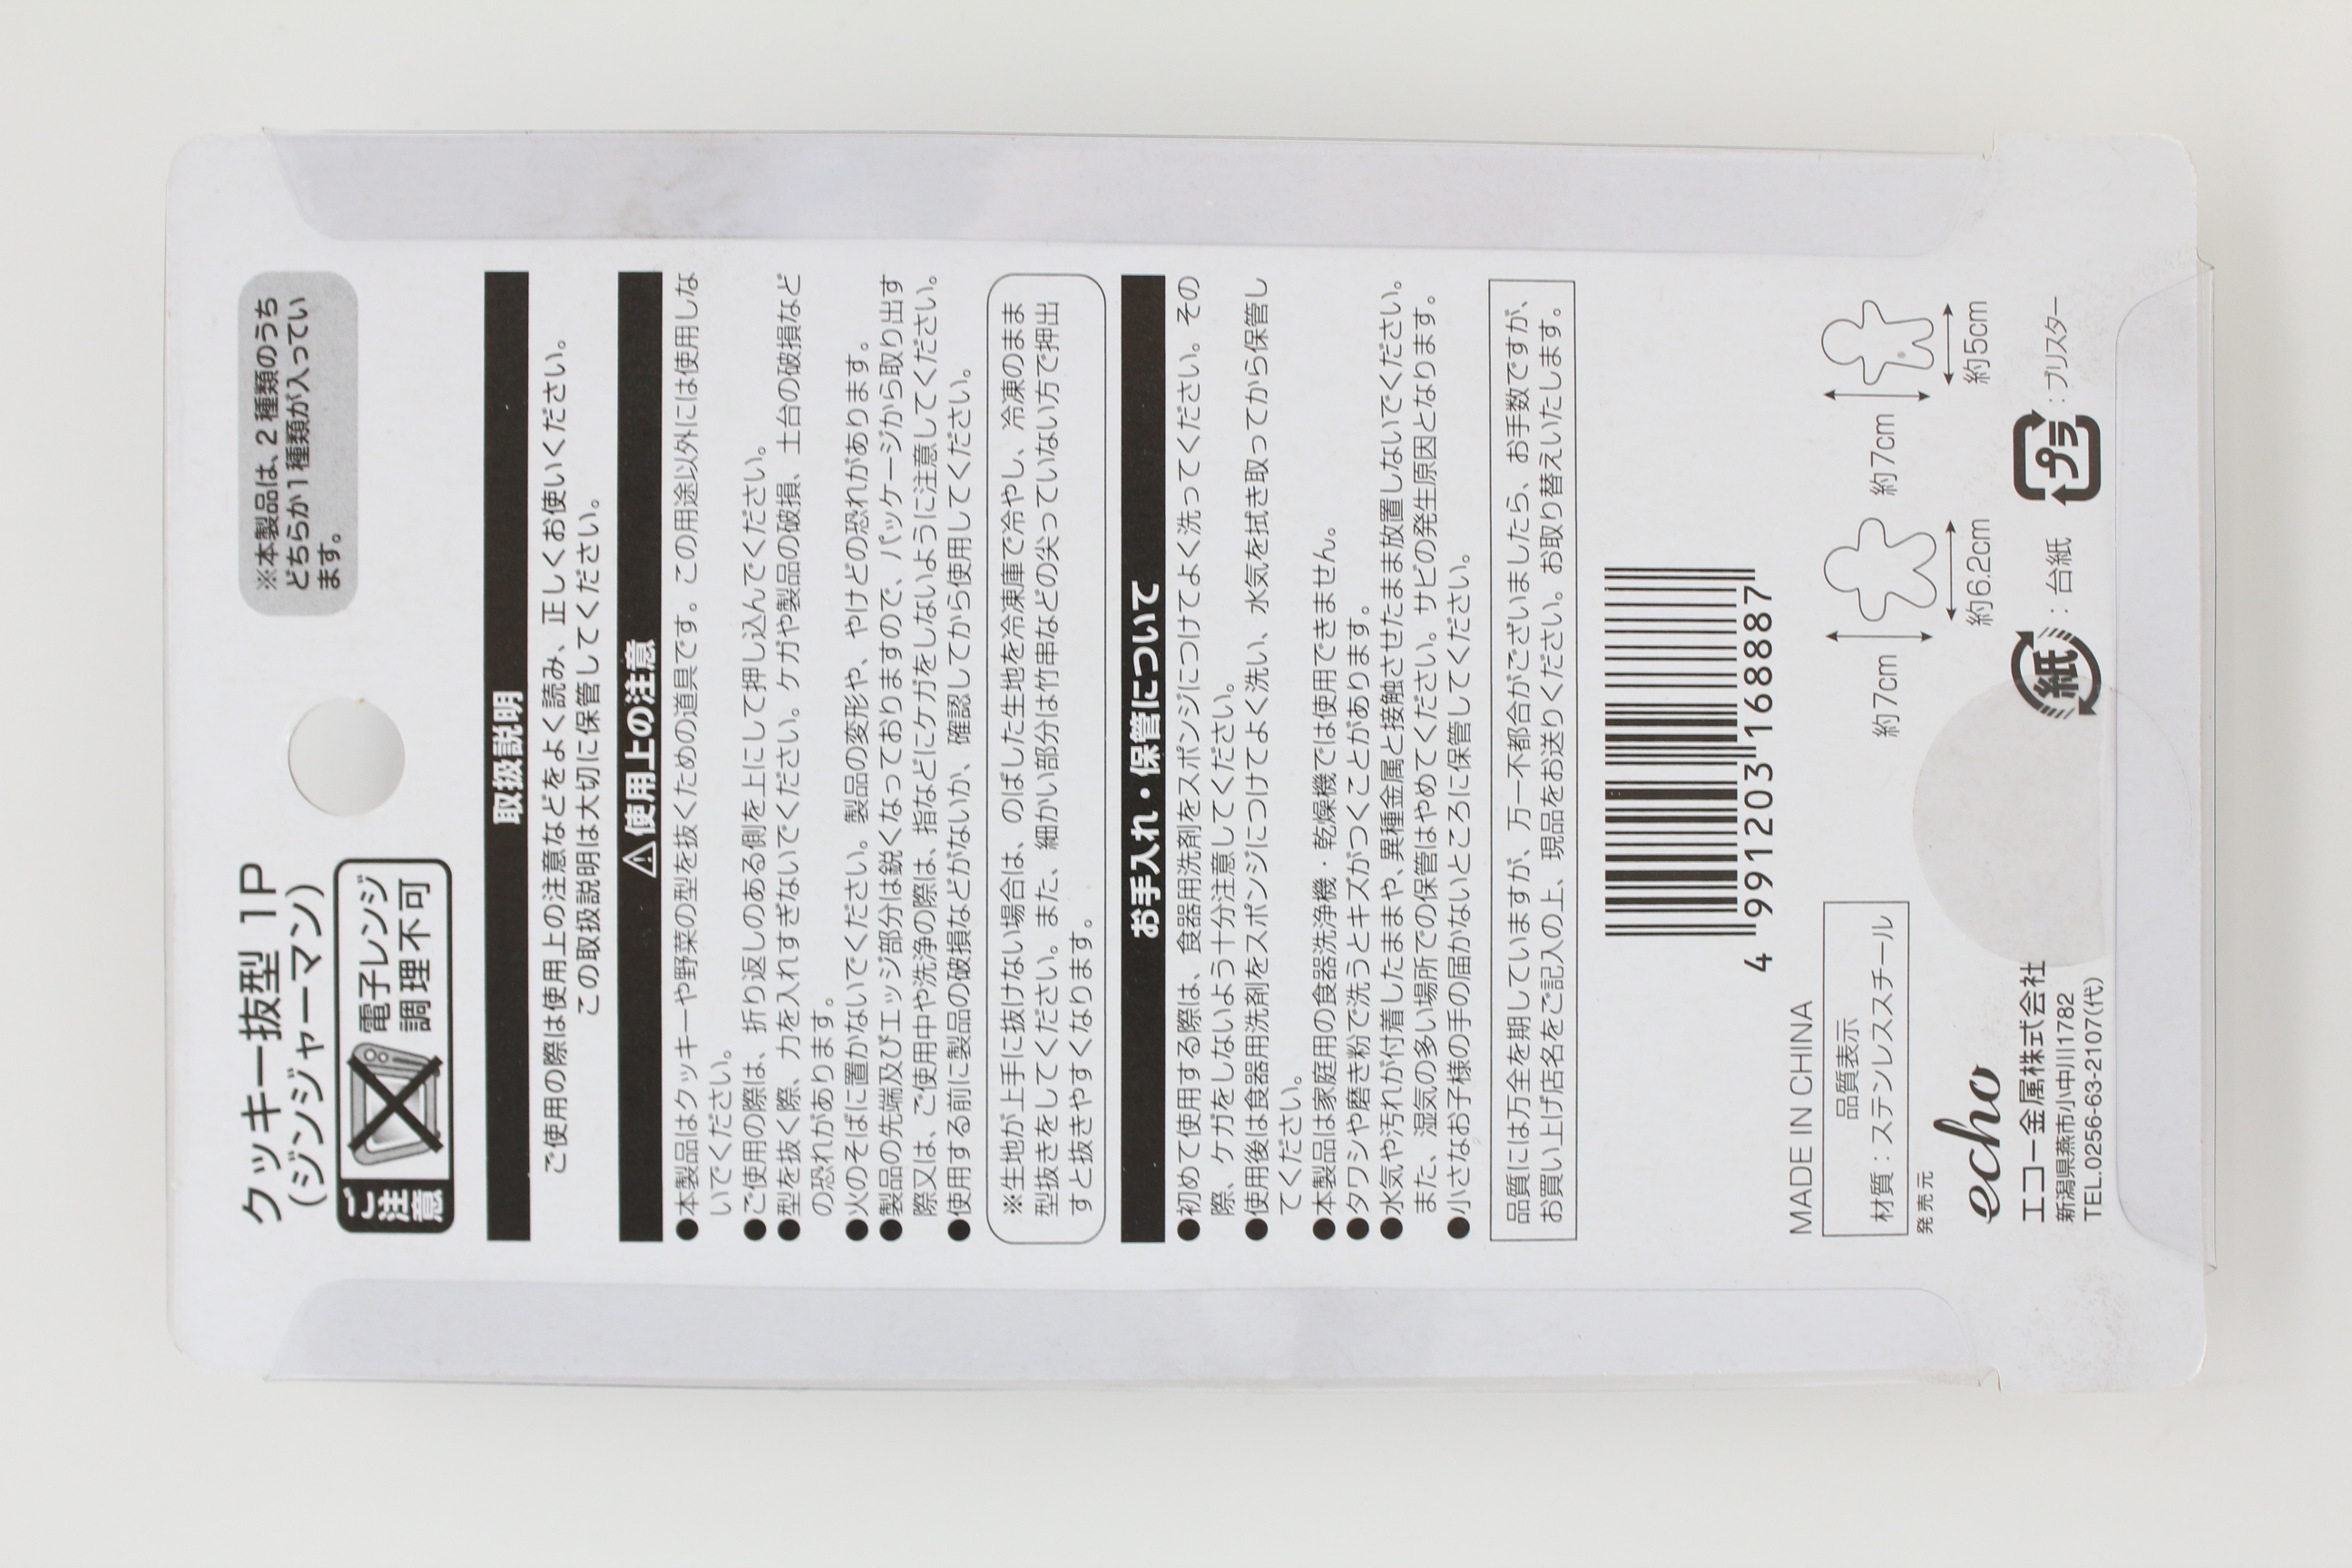 クッキー抜型 1P
(ジンジャーマン)
※本製品は、2 種類のうち
どちらか1種類が入ってい
ます。
ご注意
電子レンジ
調理不可
取扱説明
ご使用の際は使用上の注意などをよく読み、正しくお使いください。
この取扱説明は大切に保管してください。
⚠使用上の注意
●本製品はクッキーや野菜の型を抜くための道具です。この用途以外には使用しな
いでください。
●ご使用の際は、折り返しのある側を上にして押し込んでください。
●型を抜く際、力を入れすぎないでください。ケガや製品の破損、土台の破損など
の恐れがあります。
●火のそばに置かないでください。製品の変形や、やけどの恐れがあります。
●製品の先端及びエッジ部分は鋭くなっておりますので、パッケージから取り出す
際又は、ご使用中や洗浄の際は、指などにケガをしないように注意してください。
●使用する前に製品の破損などがないか、確認してから使用してください。
※生地が上手に抜けない場合は、のばした生地を冷凍庫で冷やし、冷凍のまま
型抜きをしてください。また、細かい部分は竹串などの尖っていない方で押出
すと抜きやすくなります。
お手入れ・保管について
●初めて使用する際は、食器用洗剤をスポンジにつけてよく洗ってください。その
際、ケガをしないよう十分注意してください。
●使用後は食器用洗剤をスポンジにつけてよく洗い、水気を拭き取ってから保管し
てください。
●本製品は家庭用の食器洗浄機・乾燥機では使用できません。
●タワシや磨き粉で洗うとキズがつくことがあります。
●水気や汚れが付着したままや、異種金属と接触させたまま放置しないでください。
また、湿気の多い場所での保管はやめてください。サビの発生原因となります。
●小さなお子様の手の届かないところに保管してください。
品質には万全を期していますが、万一不都合がございましたら、お手数ですが、
お買い上げ店名をご記入の上、現品をお送りください。お取り替えいたします。
4 991203 168887
MADE IN CHINA
品質表示
材質：ステンレススチール
約7cm
約6.2cm
約7cm
約5cm
発売元
echo
エコー金属株式会社
新潟県燕市小中川1782
TEL.0256-63-2107(代)
紙：台紙
プラ：ブリスター